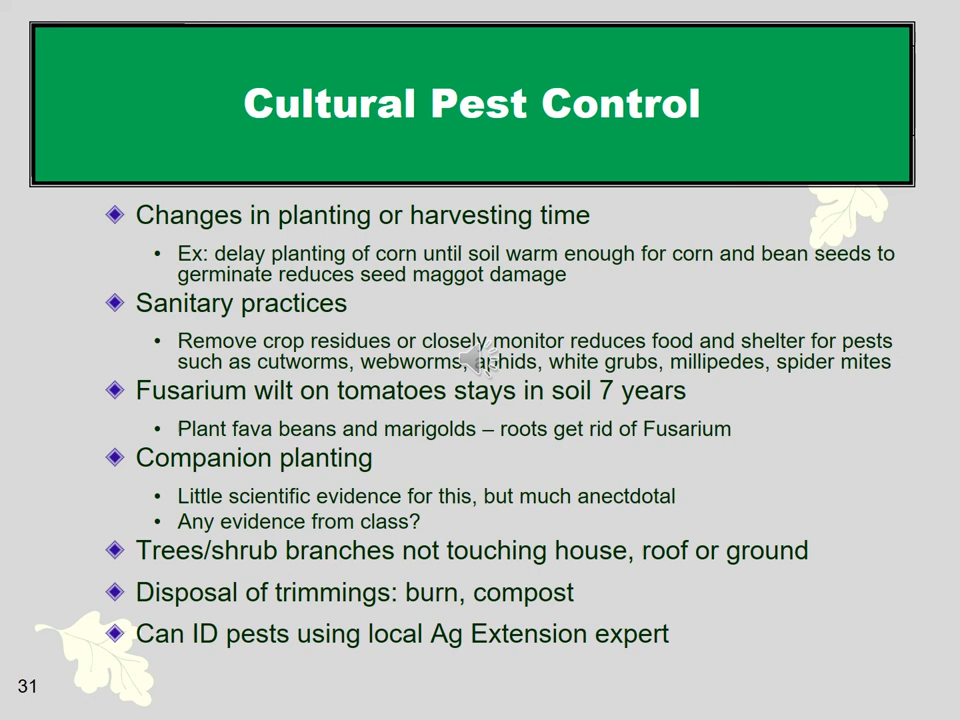 Cultural Pest Control
Changes in planting or harvesting time
Ex: delay planting of corn until soil warm enough for corn and bean seeds to
germinate reduces seed maggot damage
Sanitary practices
Remove crop residues or closely monitor reduces food and shelter for pests
such as cutworms, webworms, aphids, white grubs, millipedes, spider mites
Fusarium wilt on tomatoes stays in soil 7 years
Plant fava beans and marigolds – roots get rid of Fusarium
Companion planting
Little scientific evidence for this, but much anectdotal
Any evidence from class?
Trees/shrub branches not touching house, roof or ground
Disposal of trimmings: burn, compost
Can ID pests using local Ag Extension expert
31